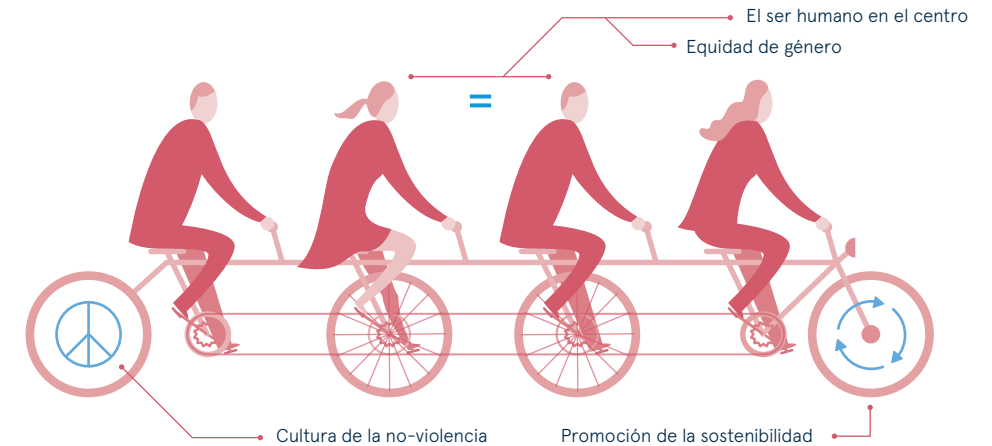 El ser humano en el centro
Equidad de género
=
Cultura de la no-violencia
Promoción de la sostenibilidad